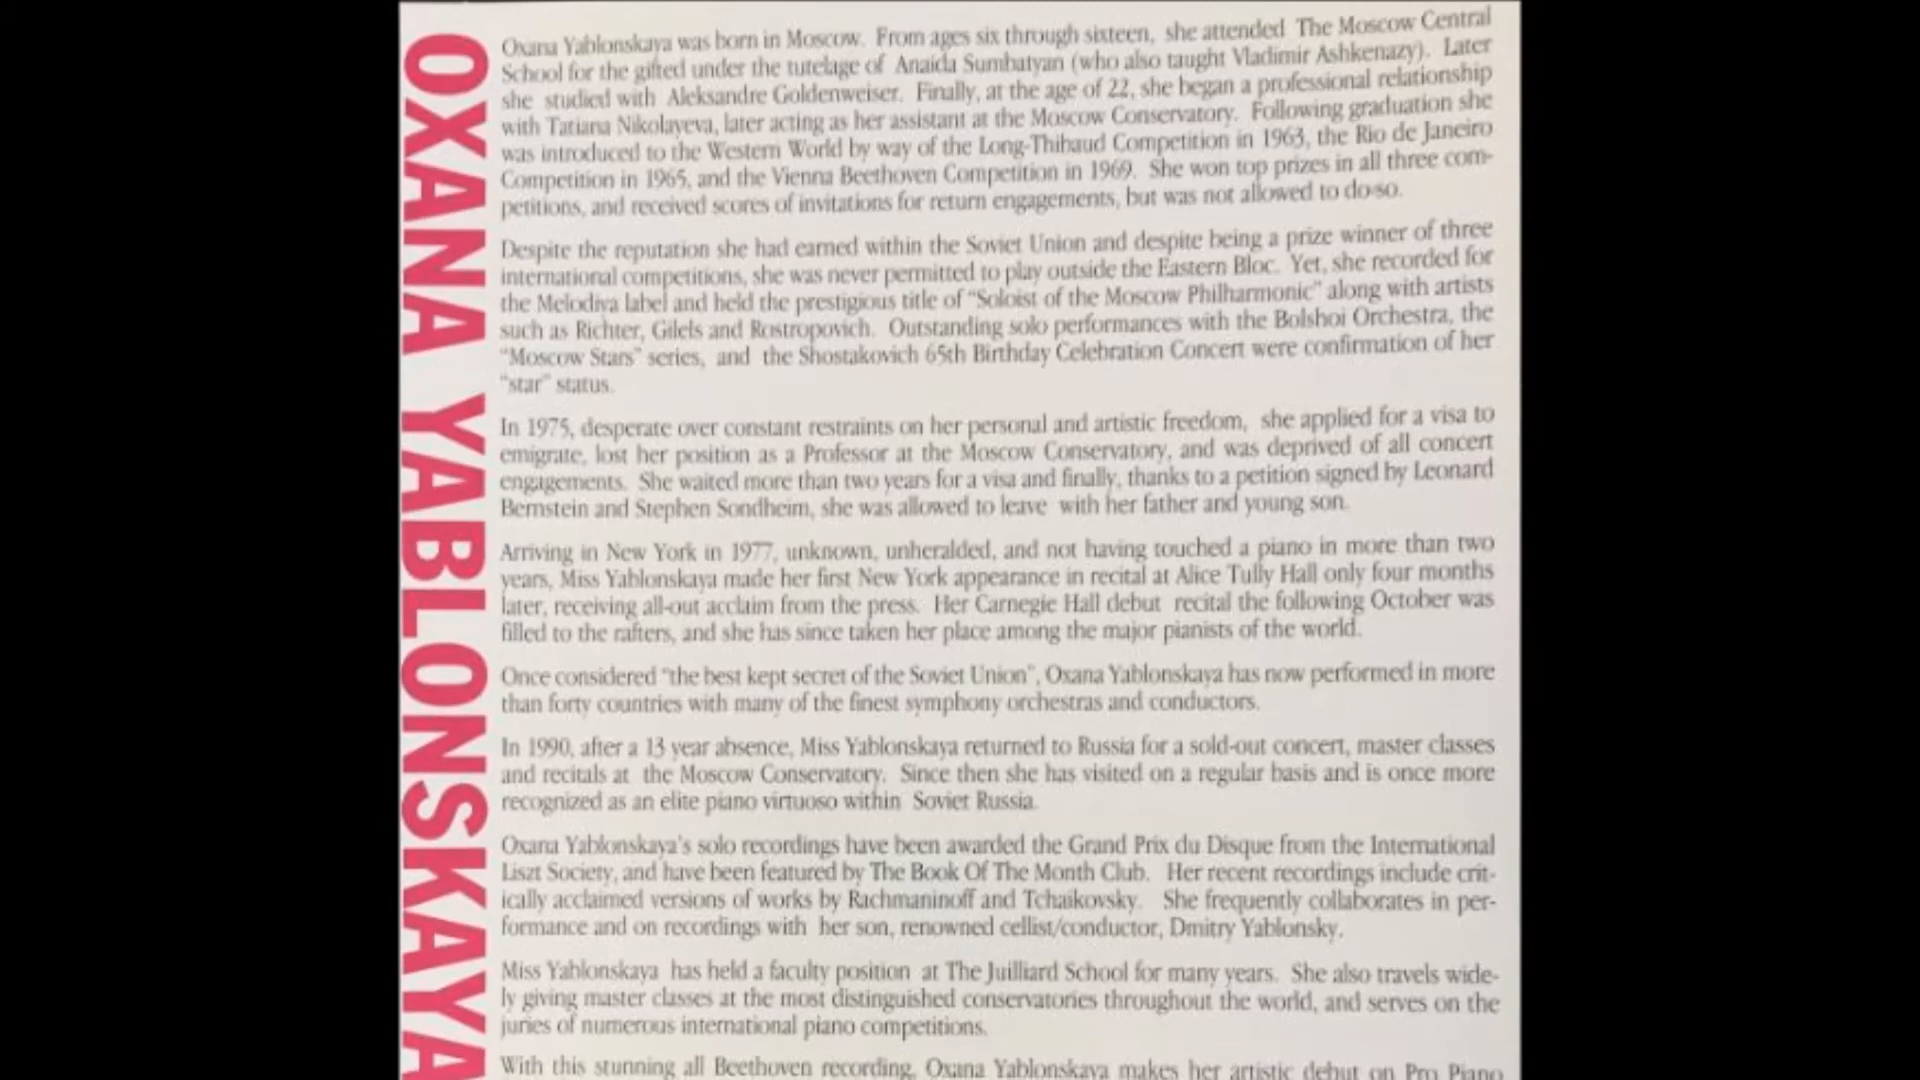 OXANA YABLONSKAYA
Oxana Yablonskaya was born in Moscow. From ages six through sixteen, she attended The Moscow Central
School for the gifted under the tutelage of Anaida Sumbatyan (who also taught Vladimir Ashkenazy). Later
she studied with Aleksandre Goldenweiser. Finally, at the age of 22, she began a professional relationship
with Tatiana Nikolayeva, later acting as her assistant at the Moscow Conservatory. Following graduation she
was introduced to the Western World by way of the Long-Thibaud Competition in 1963, the Rio de Janeiro
Competition in 1965, and the Vienna Beethoven Competition in 1969. She won top prizes in all three com-
petitions, and received scores of invitations for return engagements, but was not allowed to do so.
Despite the reputation she had earned within the Soviet Union and despite being a prize winner of three
international competitions, she was never permitted to play outside the Eastern Bloc. Yet, she recorded for
the Melodiya label and held the prestigious title of "Soloist of the Moscow Philharmonic" along with artists
such as Richter, Gilels and Rostropovich. Outstanding solo performances with the Bolshoi Orchestra, the
"Moscow Stars" series, and the Shostakovich 65th Birthday Celebration Concert were confirmation of her
"star" status.
In 1975, desperate over constant restraints on her personal and artistic freedom, she applied for a visa to
emigrate, lost her position as a Professor at the Moscow Conservatory, and was deprived of all concert
engagements. She waited more than two years for a visa and finally, thanks to a petition signed by Leonard
Bernstein and Stephen Sondheim, she was allowed to leave with her father and young son.
Arriving in New York in 1977, unknown, unheralded, and not having touched a piano in more than two
years, Miss Yablonskaya made her first New York appearance in recital at Alice Tully Hall only four months
later, receiving all-out acclaim from the press. Her Carnegie Hall debut recital the following October was
filled to the rafters, and she has since taken her place among the major pianists of the world.
Once considered "the best kept secret of the Soviet Union", Oxana Yablonskaya has now performed in more
than forty countries with many of the finest symphony orchestras and conductors.
In 1990, after a 13 year absence, Miss Yablonskaya returned to Russia for a sold-out concert, master classes
and recitals at the Moscow Conservatory. Since then she has visited on a regular basis and is once more
recognized as an elite piano virtuoso within Soviet Russia.
Oxana Yablonskaya's solo recordings have been awarded the Grand Prix du Disque from the International
Liszt Society, and have been featured by The Book Of The Month Club. Her recent recordings include crit-
ically acclaimed versions of works by Rachmaninoff and Tchaikovsky. She frequently collaborates in per-
formance and on recordings with her son, renowned cellist/conductor, Dmitry Yablonsky.
Miss Yablonskaya has held a faculty position at The Juilliard School for many years. She also travels wide-
ly giving master classes at the most distinguished conservatories throughout the world, and serves on the
juries of numerous international piano competitions.
With this stunning all Beethoven recording, Oxana Yablonskaya makes her artistic debut on Pro Piano